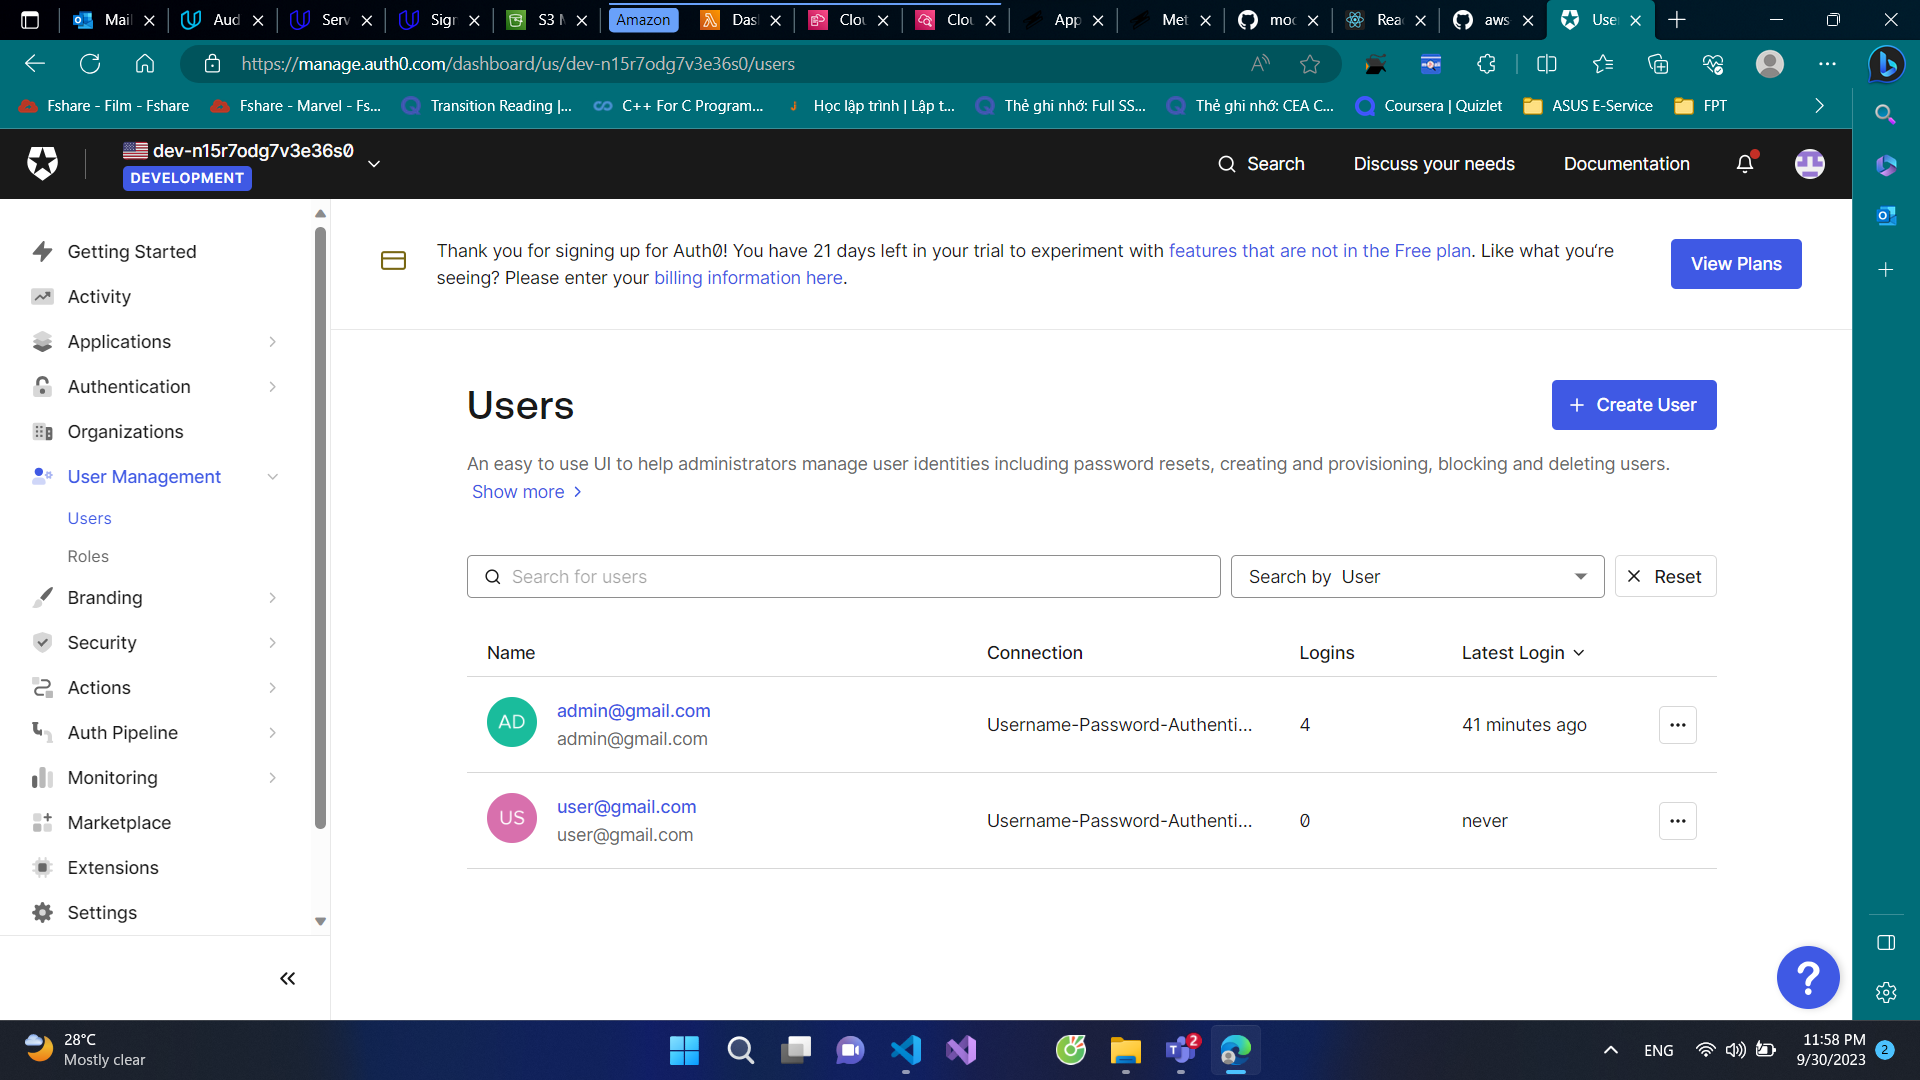 Mail
Aud
Serv
Sign
S3 M
Amazon
Das
Clou
Clou
App
Met
moc
Reac
aws
User
https://manage.auth0.com/dashboard/us/dev-n15r7odg7v3e36s0/users
Fshare - Film - Fshare
Fshare - Marvel - Fs...
Transition Reading |...
C++ For C Program...
Học lập trình | Lập t...
Thẻ ghi nhớ: Full SS...
Thẻ ghi nhớ: CEA C...
Coursera | Quizlet
ASUS E-Service
FPT
dev-n15r7odg7v3e36s0
DEVELOPMENT
Search
Discuss your needs
Documentation
Getting Started
Activity
Applications
Authentication
Organizations
User Management
Users
Roles
Branding
Security
Actions
Auth Pipeline
Monitoring
Marketplace
Extensions
Settings
Thank you for signing up for Auth0! You have 21 days left in your trial to experiment with features that are not in the Free plan. Like what you're
seeing? Please enter your billing information here.
View Plans
Users
+ Create User
An easy to use UI to help administrators manage user identities including password resets, creating and provisioning, blocking and deleting users.
Show more
Search for users
Search by User
Reset
Name Connection Logins Latest Login
AD
admin@gmail.com
admin@gmail.com
Username-Password-Authenti...
4
41 minutes ago
US
user@gmail.com
user@gmail.com
Username-Password-Authenti...
0
never
?
28°C
Mostly clear
2
ENG
11:58 PM
9/30/2023
2